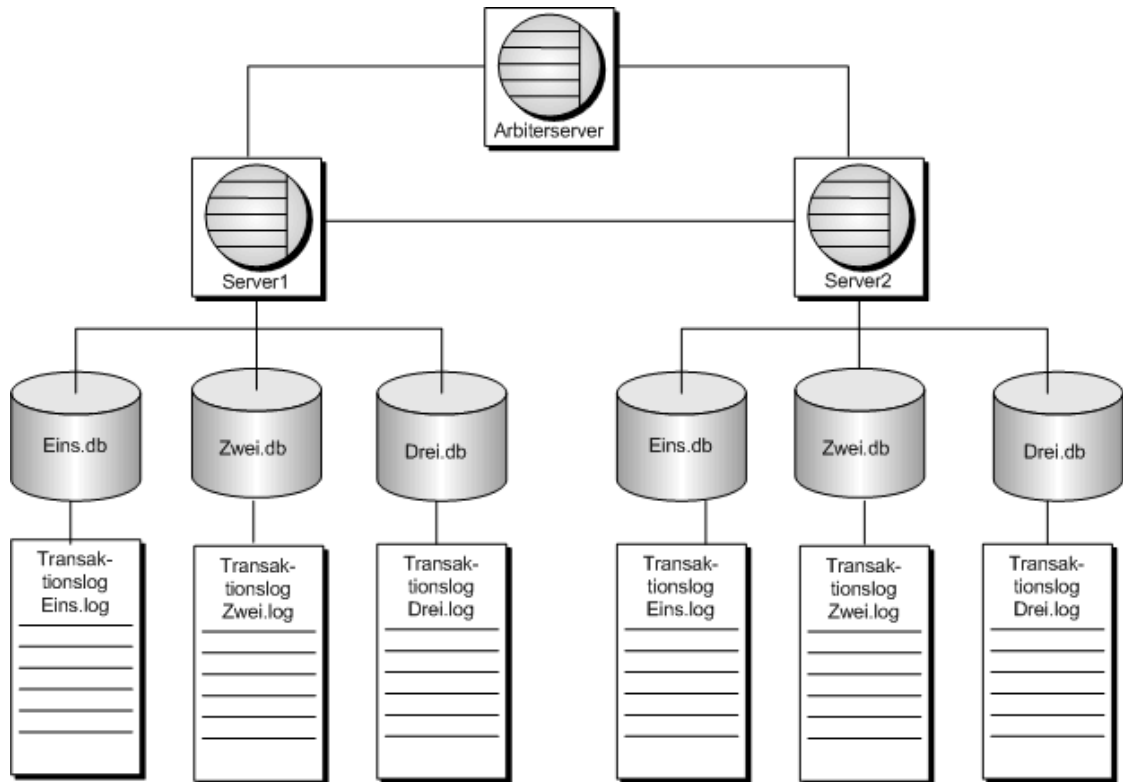 Arbiterserver
Server1
Server2
Eins.db
Zwei.db
Drei.db
Eins.db
Zwei.db
Drei.db
Transak-
tionslog
Eins.log
Transak-
tionslog
Zwei.log
Transak-
tionslog
Drei.log
Transak-
tionslog
Eins.log
Transak-
tionslog
Zwei.log
Transak-
tionslog
Drei.log